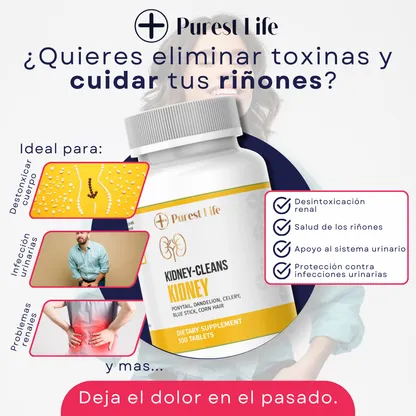 Purest Life
¿Quieres eliminar toxinas y
cuidar tus riñones?
Ideal para:
Destonxicar
cuerpo
Infección
urinarias
Problemas
renales
y mas...
Purest Life
KIDNEY-CLEANS
KIDNEY
PONYTAIL, DANDELION, CELERY,
BLUE STICK, CORN HAIR
DIETARY SUPPLEMENT
100 TABLETS
Desintoxicación
renal
Salud de los riñones
Apoyo al sistema urinario
Protección contra
infecciones urinarias
Deja el dolor en el pasado.